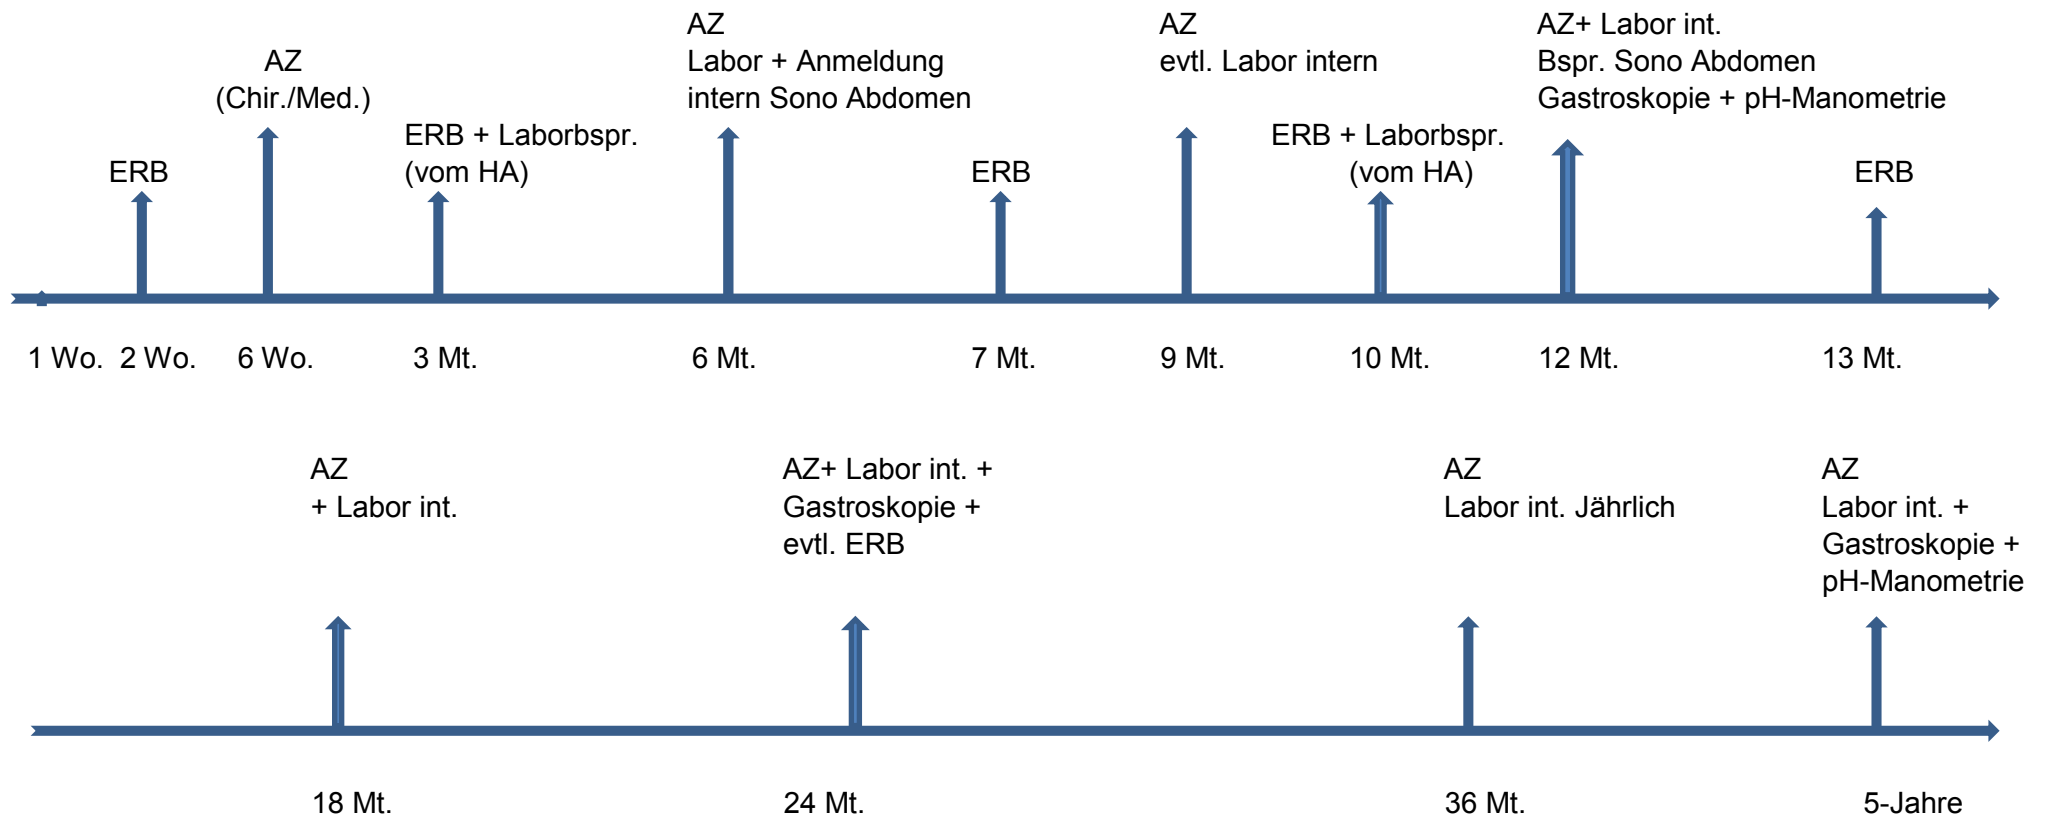 AZ
(Chir./Med.)
ERB
ERB + Laborbspr.
(vom HA)
AZ
Labor + Anmeldung
intern Sono Abdomen
ERB
AZ
evtl. Labor intern
ERB + Laborbspr.
(vom HA)
AZ+ Labor int.
Bspr. Sono Abdomen
Gastroskopie + pH-Manometrie
ERB
1 Wo.
2 Wo.
6 Wo.
3 Mt.
6 Mt.
7 Mt.
9 Mt.
10 Mt.
12 Mt.
13 Mt.
AZ
+ Labor int.
AZ+ Labor int. +
Gastroskopie +
evtl. ERB
AZ
Labor int. Jährlich
AZ
Labor int. +
Gastroskopie +
pH-Manometrie
18 Mt.
24 Mt.
36 Mt.
5-Jahre